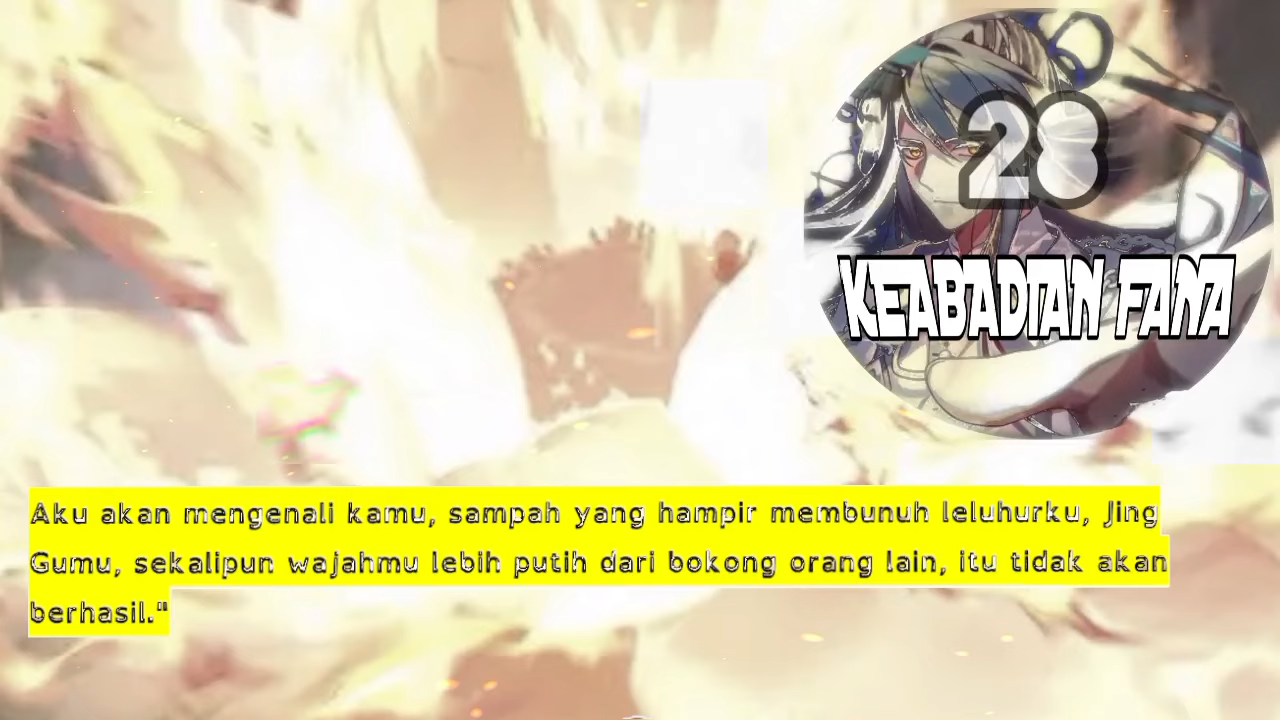 28
KEABADIAN FANA
Aku akan mengenali kamu, sampah yang hampir membunuh leluhurku, Jing
Gumu, sekalipun wajahmu lebih putih dari bokong orang lain, itu tidak akan
berhasil."